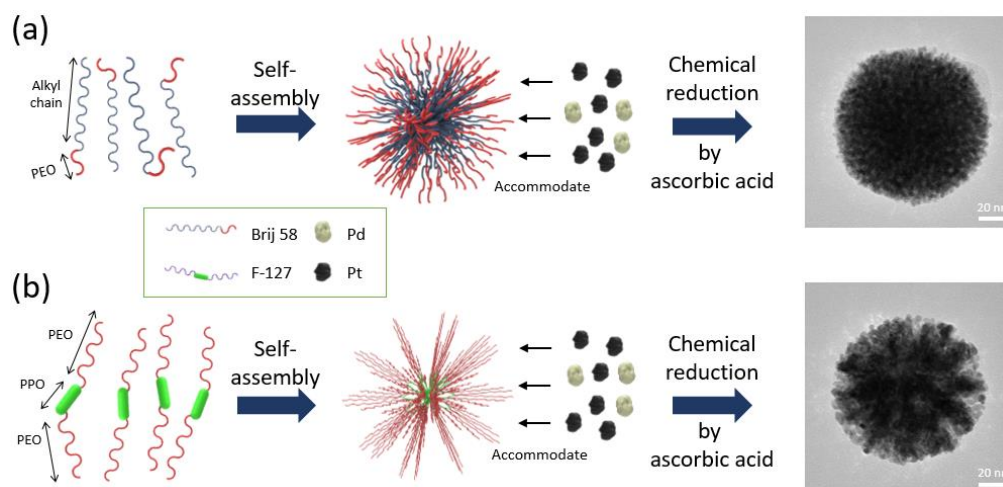 (a)
Alkyl
chain
PEO
Self-
assembly
Accommodate
Chemical
reduction
by
ascorbic acid
20 nm
Brij 58
Pd
F-127
Pt
(b)
PEO
PPO
PEO
Self-
assembly
Accommodate
Chemical
reduction
by
ascorbic acid
20 nm